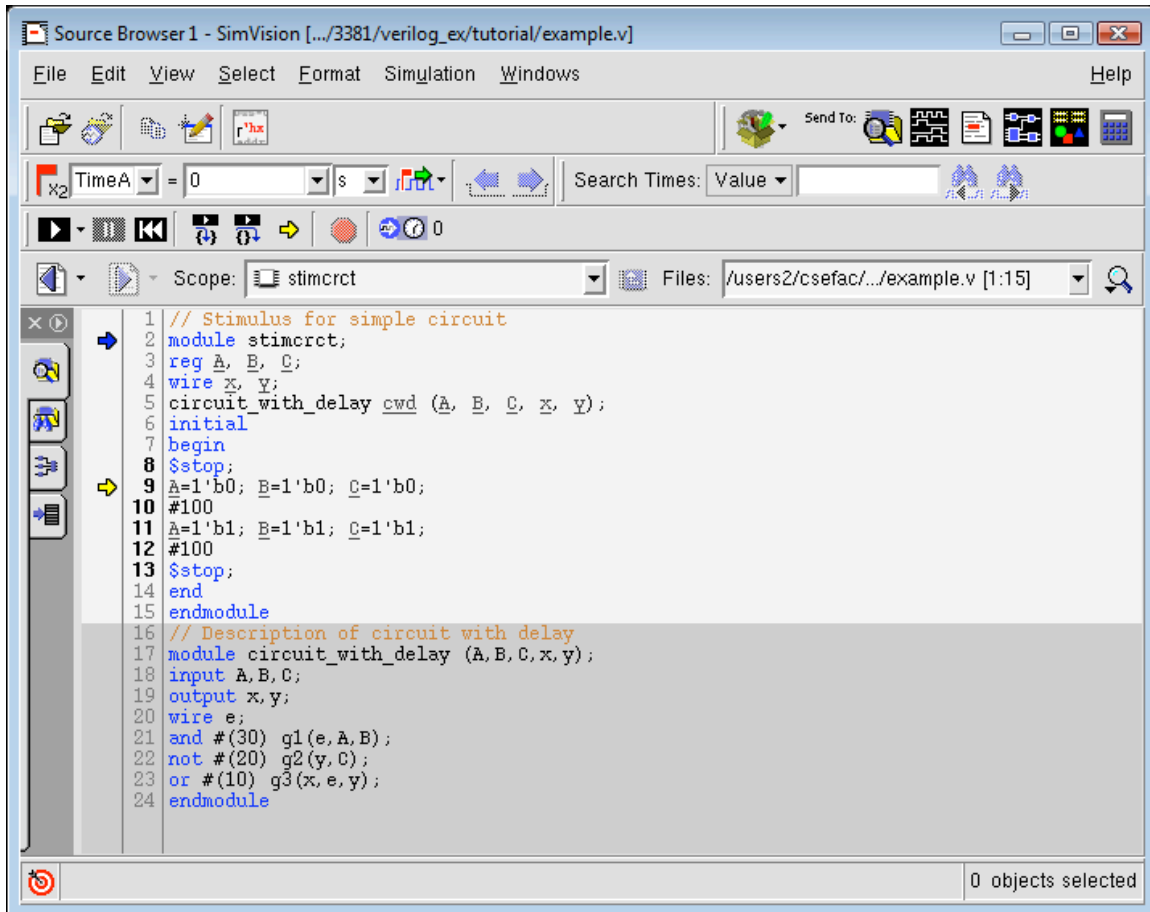 Source Browser 1 - SimVision [.../3381/verilog_ex/tutorial/example.v]
File Edit View Select Format Simulation Windows Help
r"hx Send To:
x2 TimeA = 0 s Search Times: Value
0
Scope: stimcrct Files: /users2/csefac/.../example.v [1:15]
1 // Stimulus for simple circuit
2 module stimcrct;
3 reg A, B, C;
4 wire x, y;
5 circuit_with_delay cwd (A, B, C, x, y);
6 initial
7 begin
8 $stop;
9 A=1'b0; B=1'b0; C=1'b0;
10 #100
11 A=1'b1; B=1'b1; C=1'b1;
12 #100
13 $stop;
14 end
15 endmodule
16 // Description of circuit with delay
17 module circuit_with_delay (A,B,C,x,y);
18 input A,B,C;
19 output x,y;
20 wire e;
21 and #(30) g1(e,A,B);
22 not #(20) g2(y,C);
23 or #(10) g3(x,e,y);
24 endmodule
0 objects selected